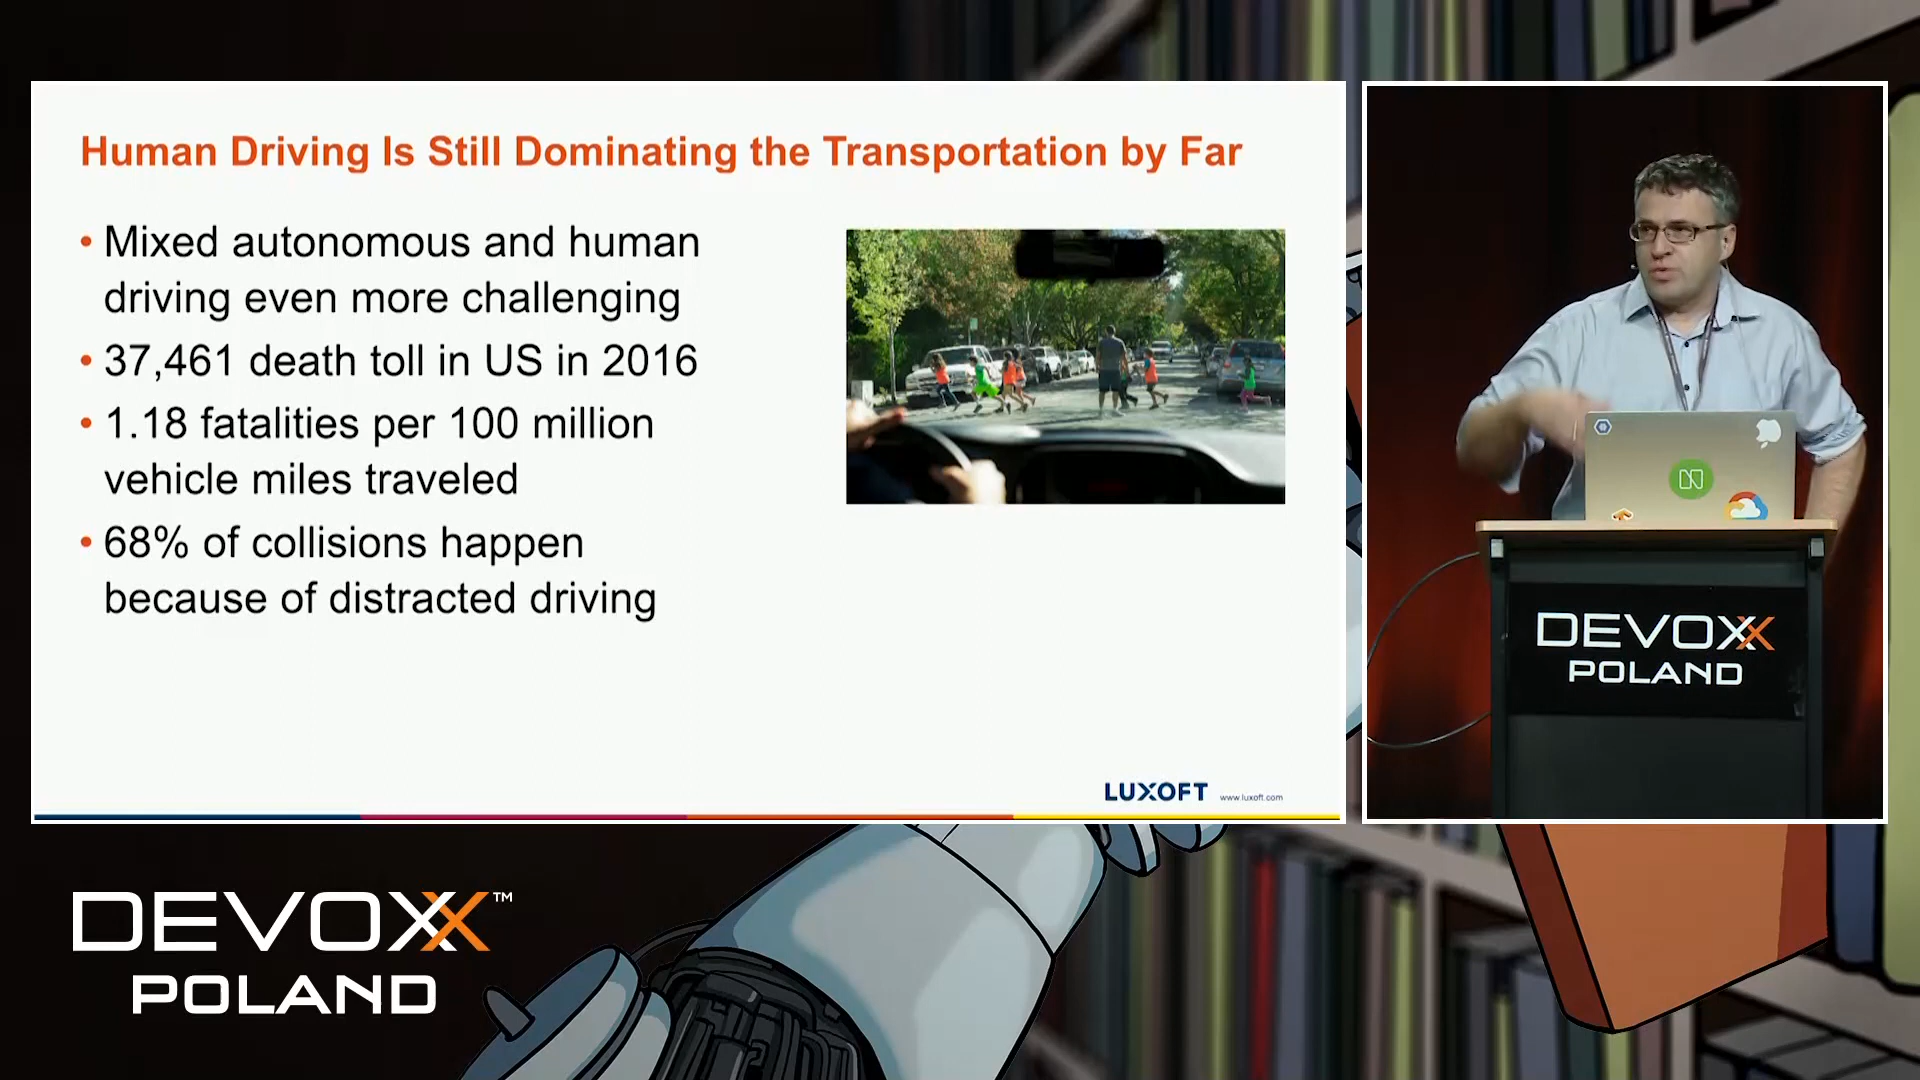 Human Driving Is Still Dominating the Transportation by Far
• Mixed autonomous and human
driving even more challenging
• 37,461 death toll in US in 2016
• 1.18 fatalities per 100 million
vehicle miles traveled
• 68% of collisions happen
because of distracted driving
LUXOFT www.luxoft.com
DEVOXX
POLAND
DEVOXX™
POLAND